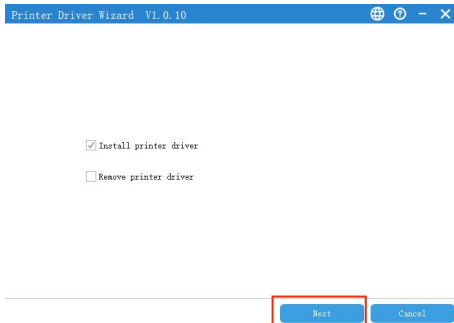 Printer Driver Wizard V1.0.10
Install printer driver
Remove printer driver
Next
Cancel